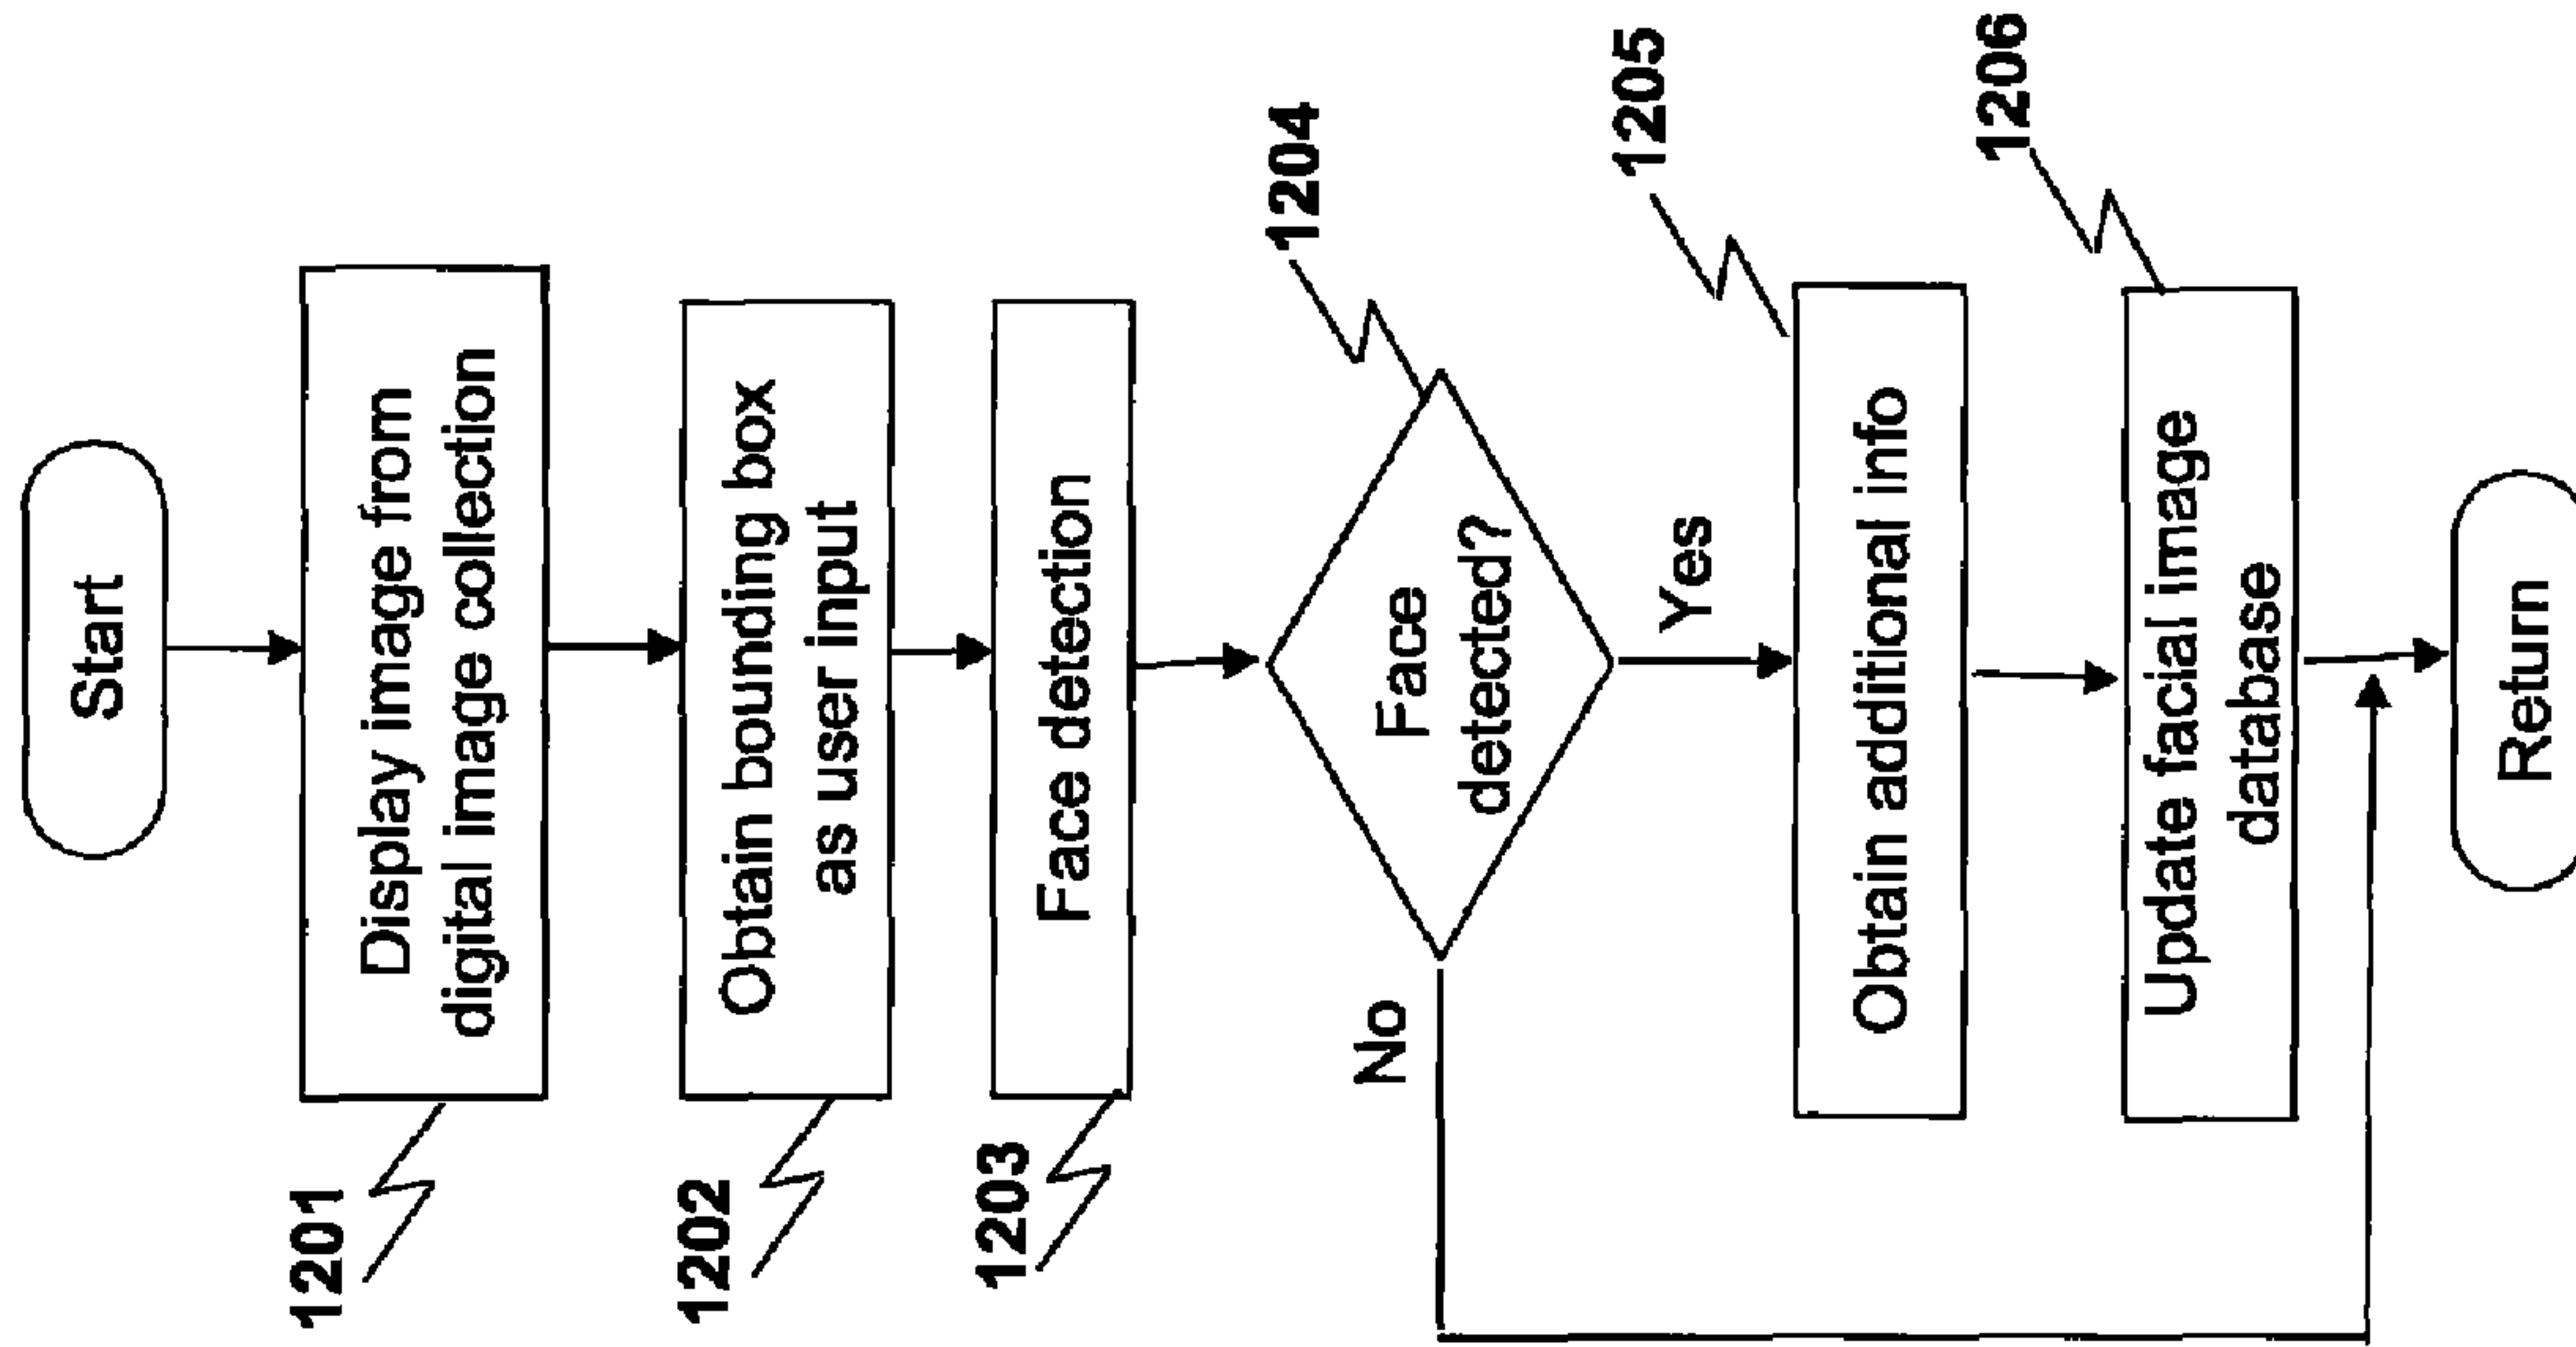 Start
1201
Display image from
digital image collection
1202
Obtain bounding box
as user input
1203
Face detection
1204
Face
detected?
No
Yes
1205
Obtain additional info
1206
Update facial image
database
Return